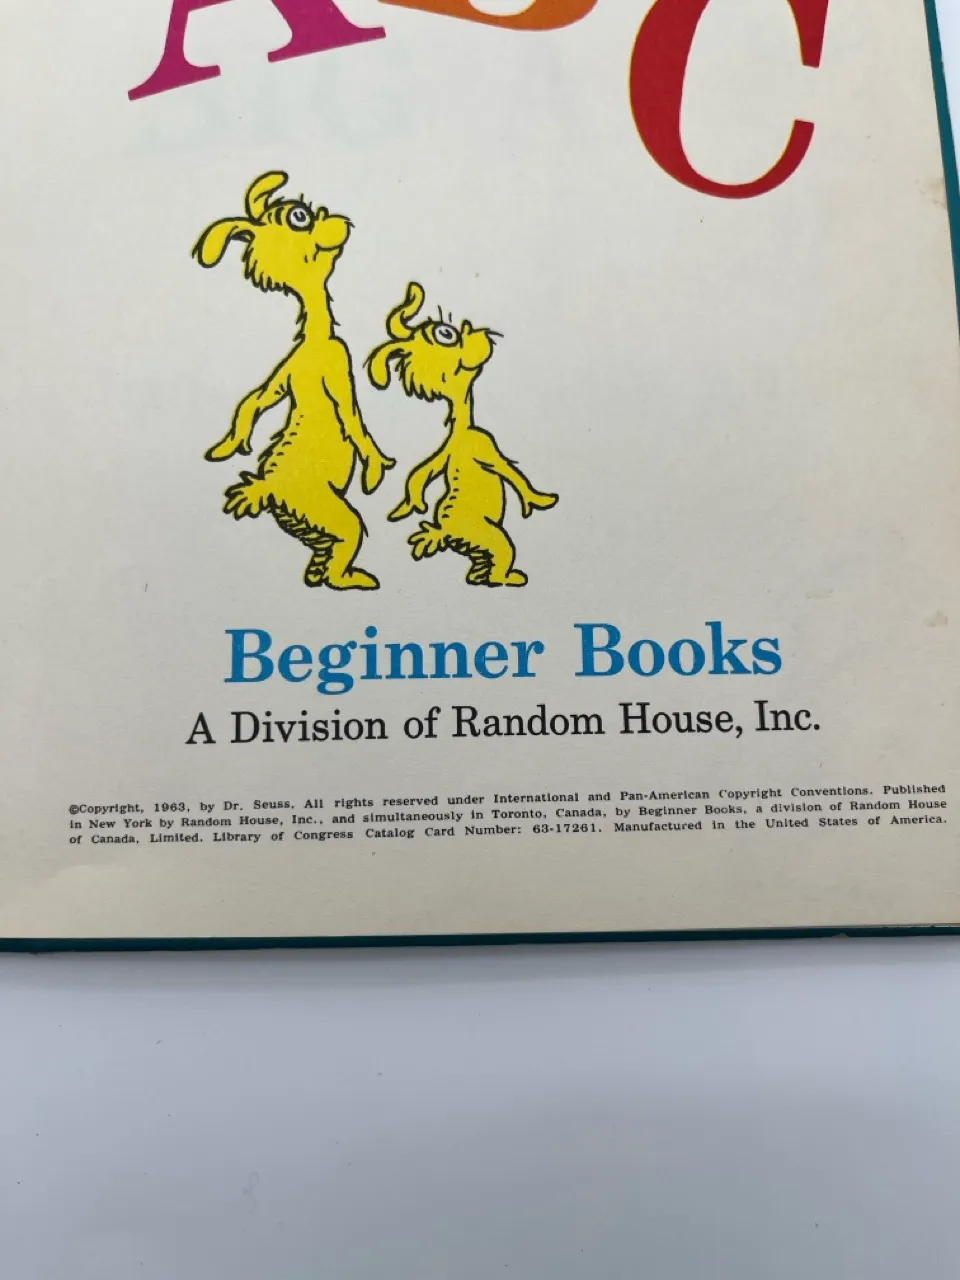 ABC
Beginner Books
A Division of Random House, Inc.
©Copyright, 1963, by Dr. Seuss. All rights reserved under International and Pan-American Copyright Conventions. Published
in New York by Random House, Inc., and simultaneously in Toronto, Canada, by Beginner Books, a division of Random House
of Canada, Limited. Library of Congress Catalog Card Number: 63-17261. Manufactured in the United States of America.